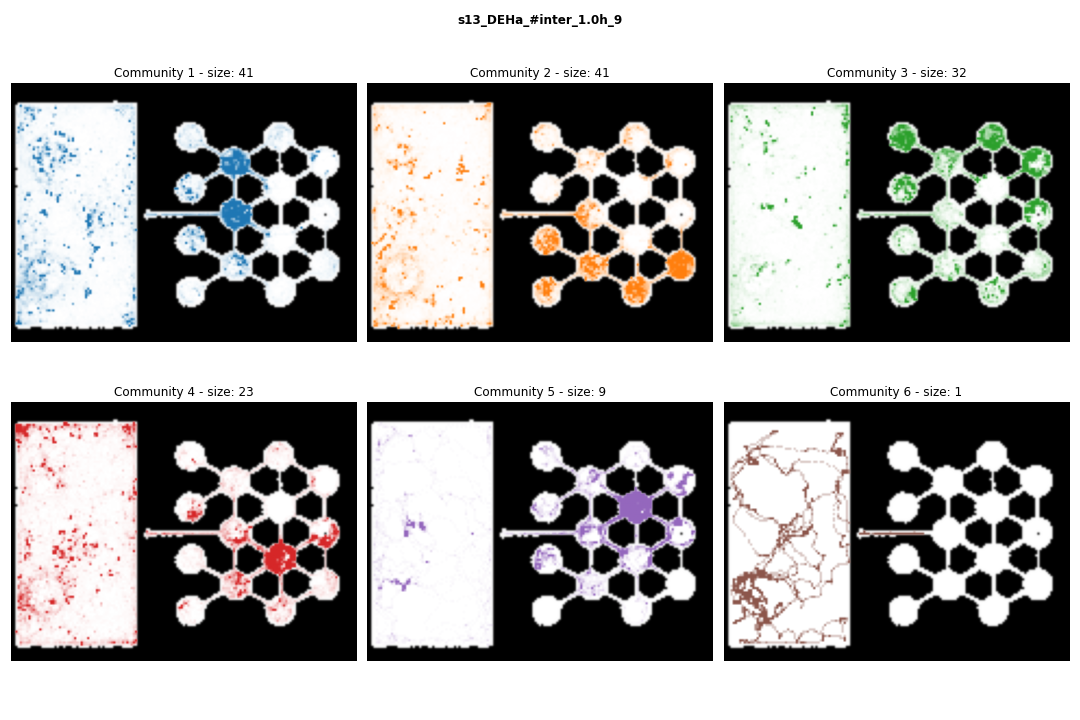 s13_DEHa_#inter_1.0h_9
Community 1 - size: 41
Community 2 - size: 41
Community 3 - size: 32
Community 4 - size: 23
Community 5 - size: 9
Community 6 - size: 1